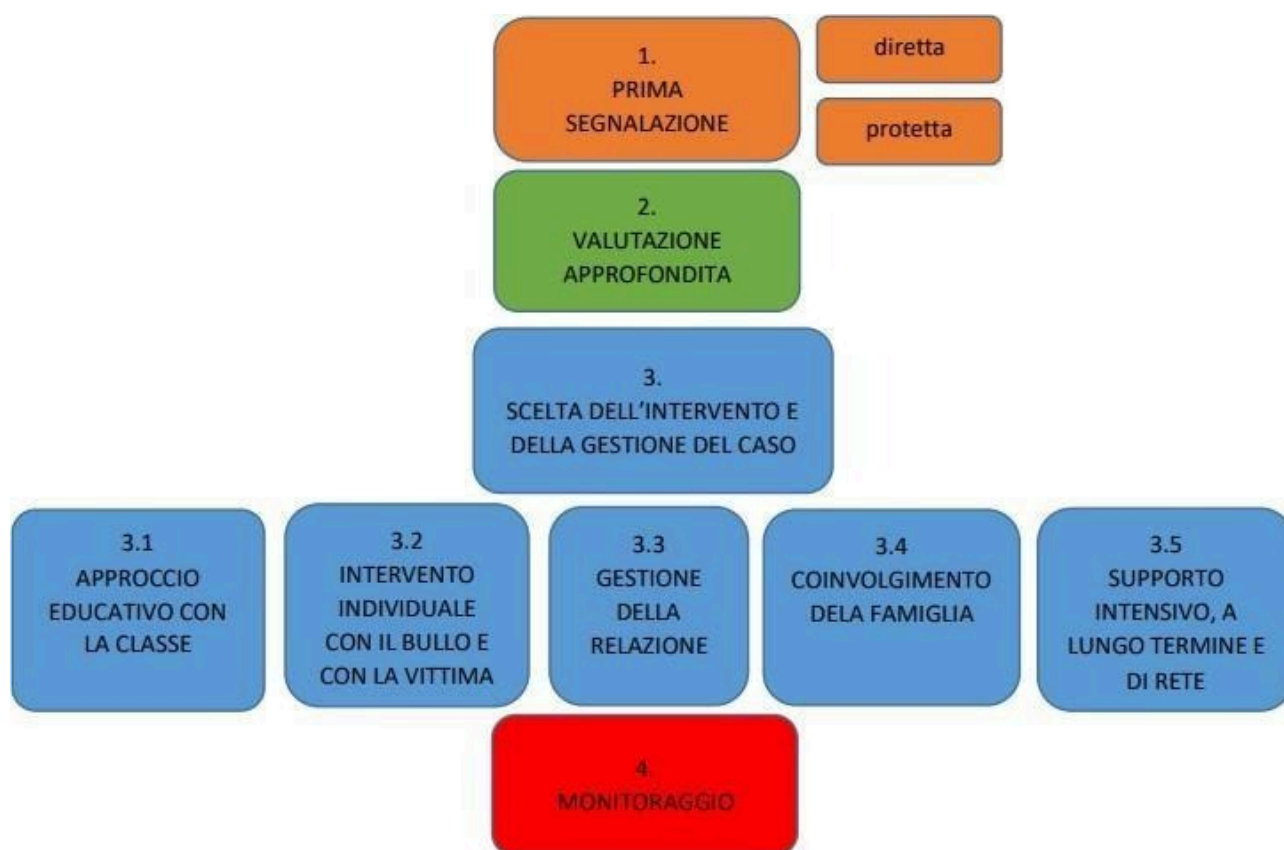 1.
PRIMA
SEGNALAZIONE
diretta
protetta
2.
VALUTAZIONE
APPROFONDITA
3.
SCELTA DELL’INTERVENTO E
DELLA GESTIONE DEL CASO
3.1
APPROCCIO
EDUCATIVO CON
LA CLASSE
3.2
INTERVENTO
INDIVIDUALE
CON IL BULLO E
CON LA VITTIMA
3.3
GESTIONE
DELLA
RELAZIONE
3.4
COINVOLGIMENTO
DELA FAMIGLIA
3.5
SUPPORTO
INTENSIVO, A
LUNGO TERMINE E
DI RETE
4.
MONITORAGGIO